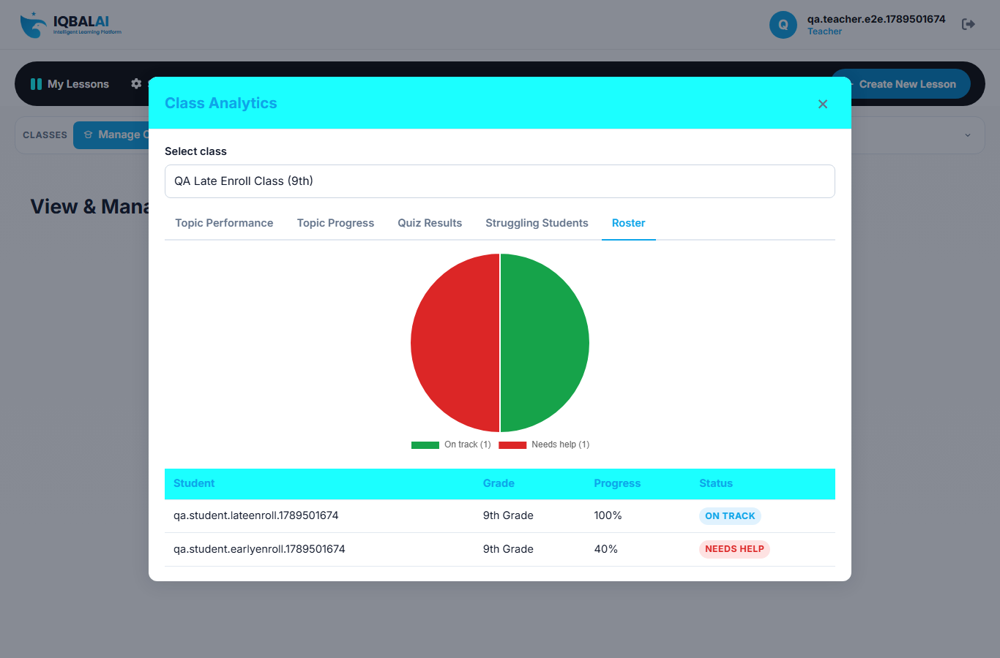 IQBALAI
Intelligent Learning Platform
Q
qa.teacher.e2e.1789501674
Teacher
My Lessons
Create New Lesson
CLASSES
Manage
View & Mana
Class Analytics
Select class
QA Late Enroll Class (9th)
Topic Performance Topic Progress Quiz Results Struggling Students Roster
On track (1) Needs help (1)
Student Grade Progress Status
qa.student.lateenroll.1789501674 9th Grade 100% ON TRACK
qa.student.earlyenroll.1789501674 9th Grade 40% NEEDS HELP